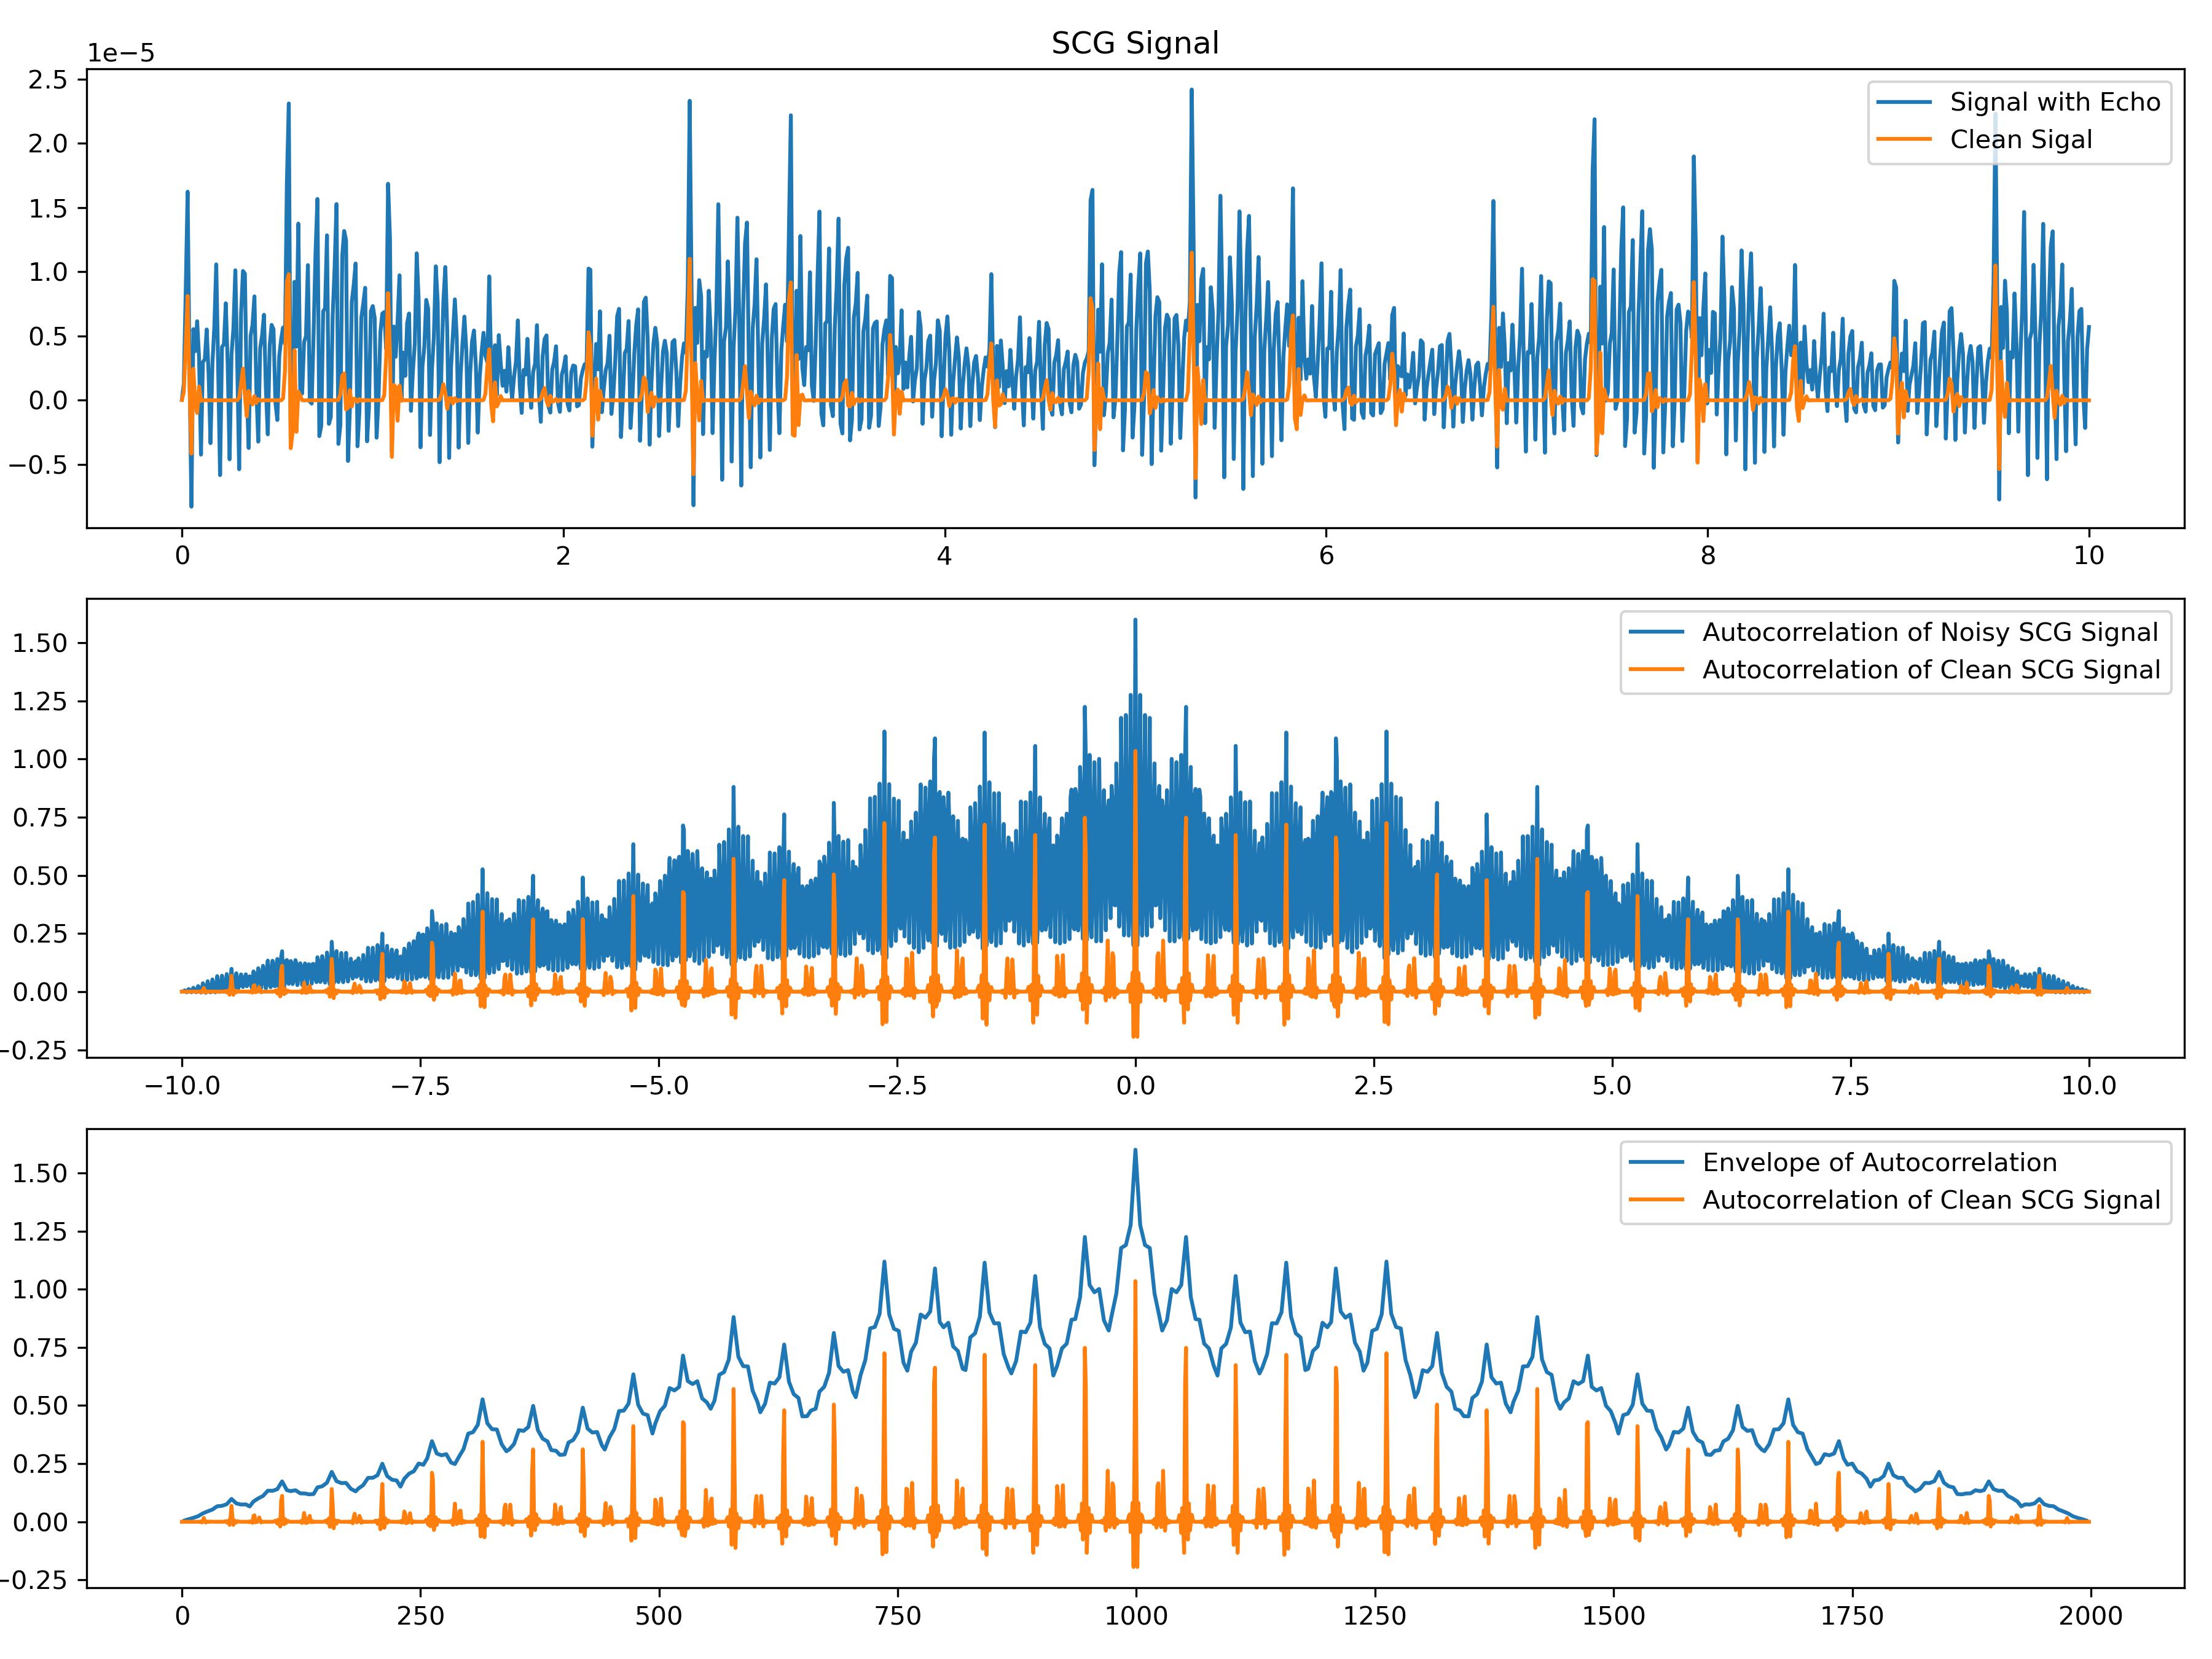 SCG Signal
1e−5
2.5
2.0
1.5
1.0
0.5
0.0
−0.5
Signal with Echo
Clean Sigal
0 2 4 6 8 10
1.50
1.25
1.00
0.75
0.50
0.25
0.00
−0.25
Autocorrelation of Noisy SCG Signal
Autocorrelation of Clean SCG Signal
−10.0 −7.5 −5.0 −2.5 0.0 2.5 5.0 7.5 10.0
1.50
1.25
1.00
0.75
0.50
0.25
0.00
−0.25
Envelope of Autocorrelation
Autocorrelation of Clean SCG Signal
0 250 500 750 1000 1250 1500 1750 2000